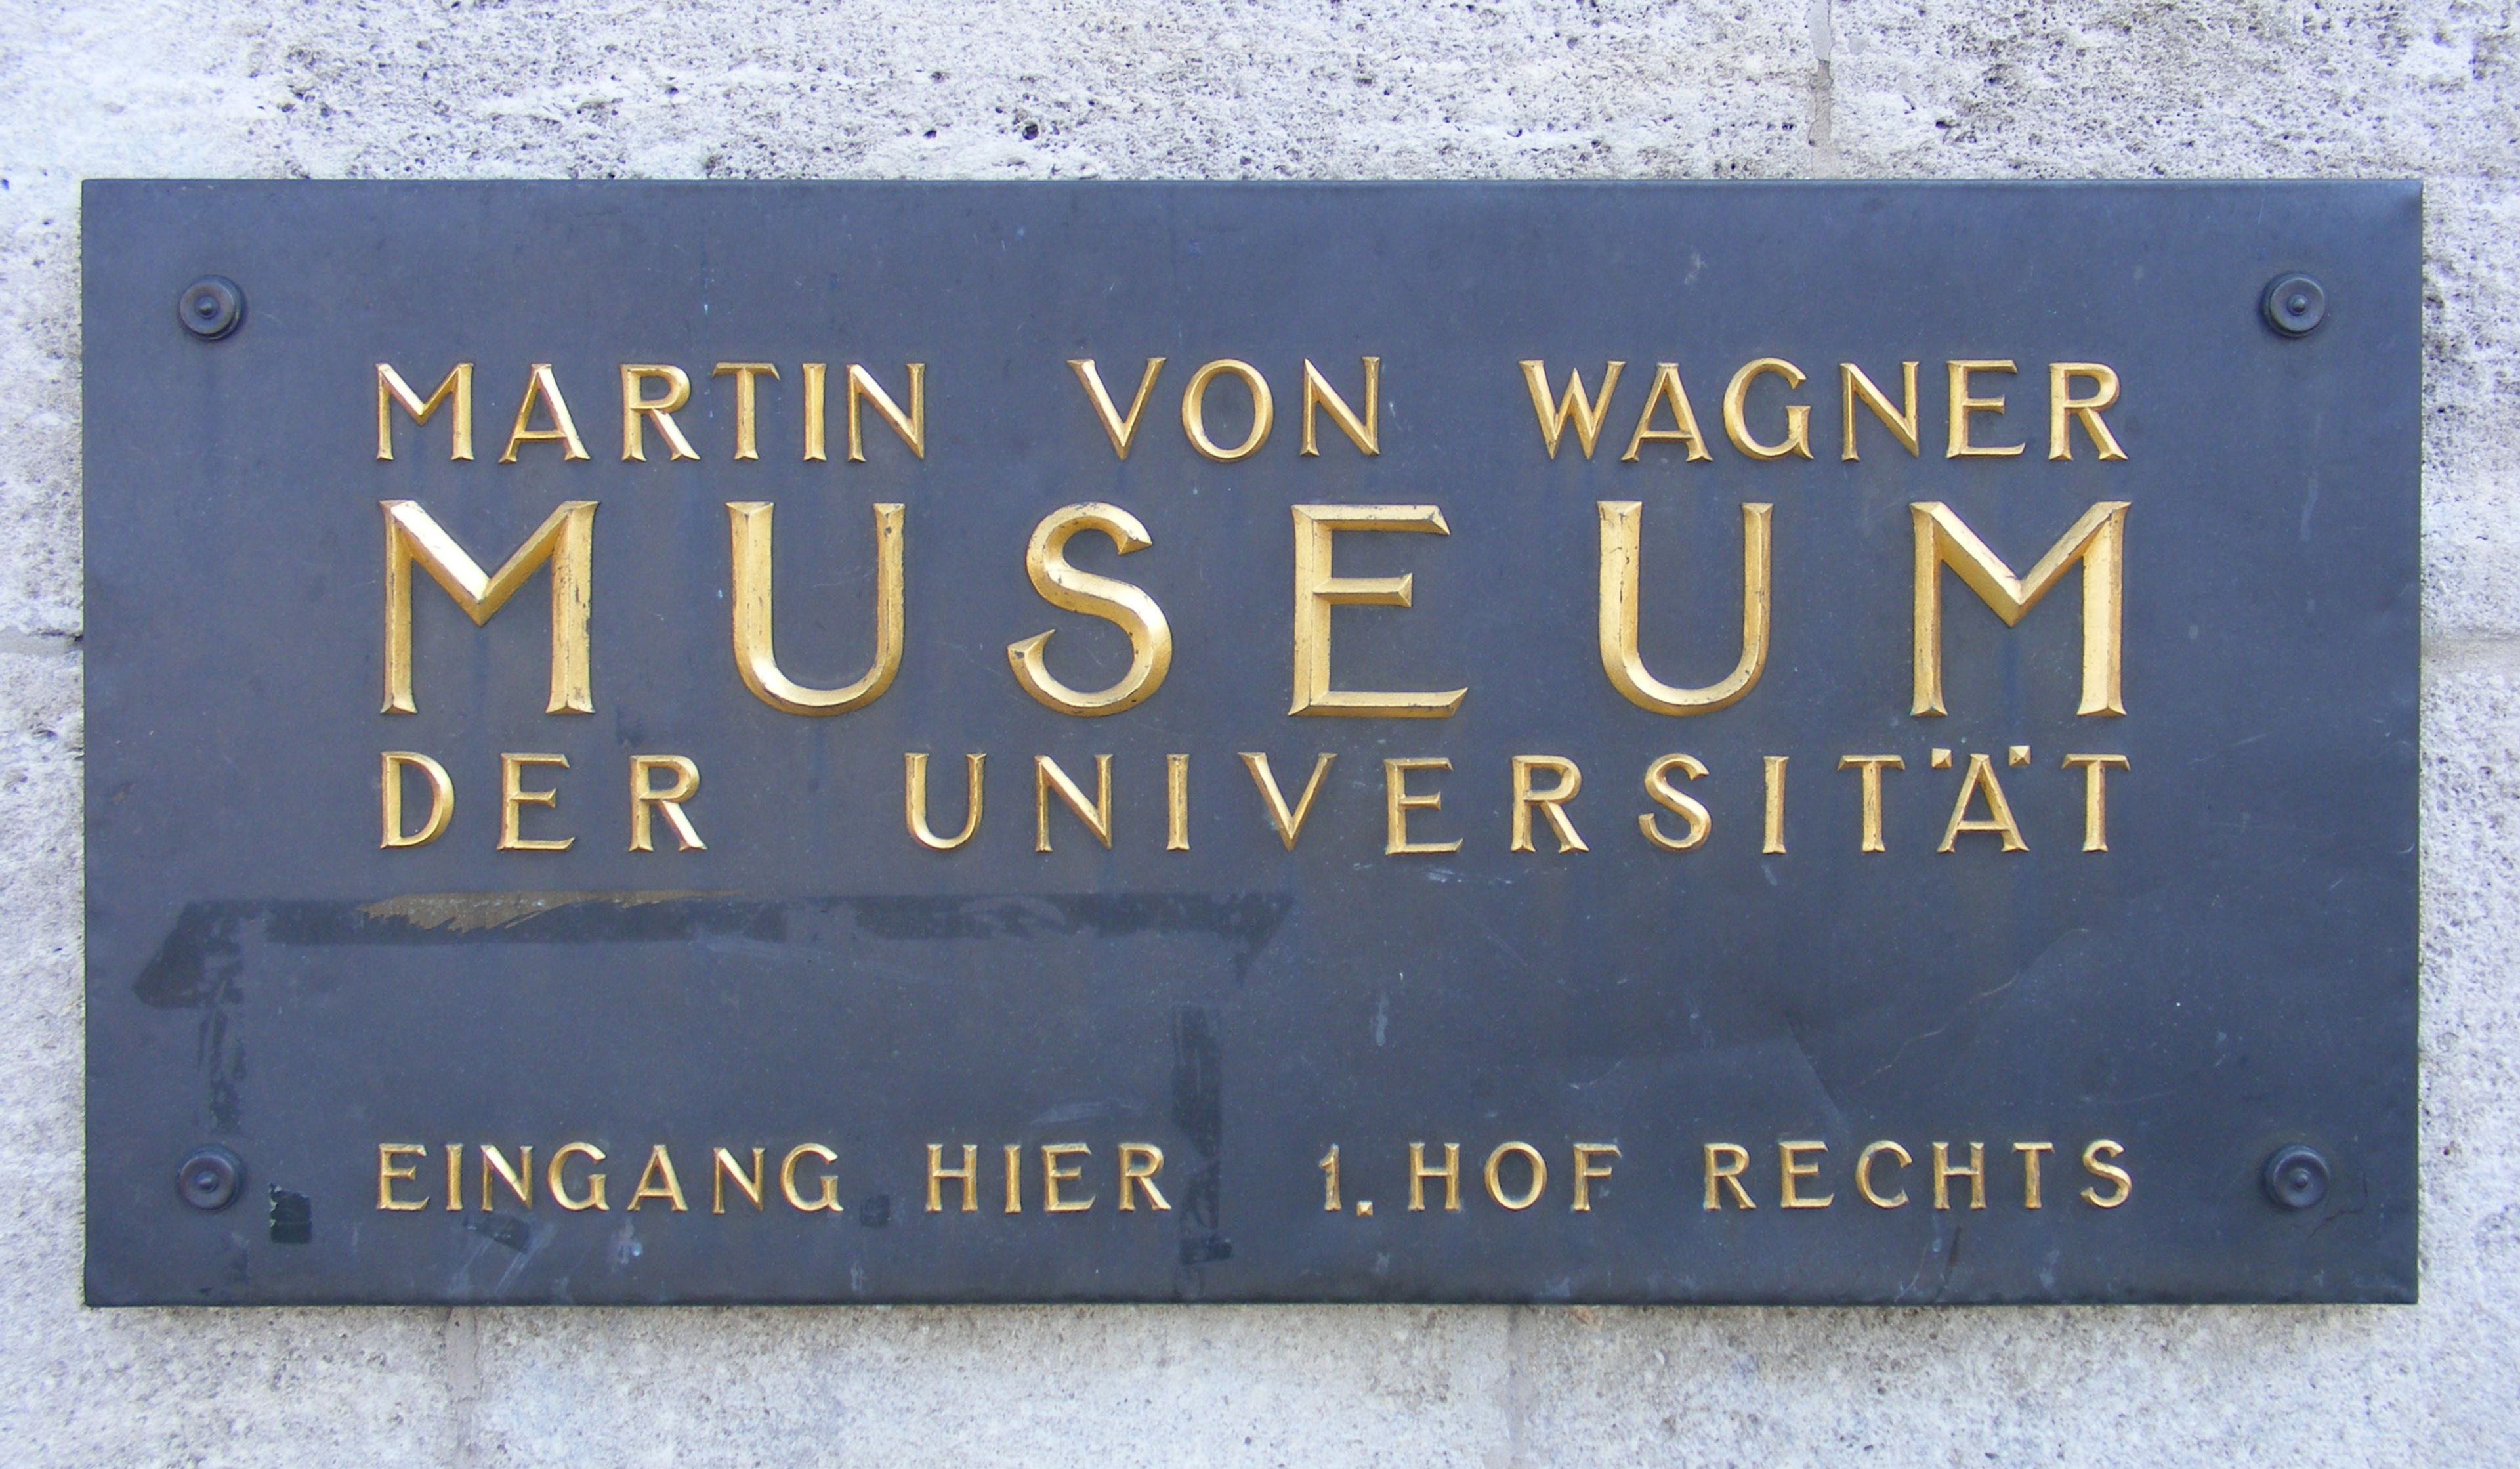 MARTIN VON WAGNER
MUSEUM
DER UNIVERSITÄT
EINGANG HIER 1. HOF RECHTS